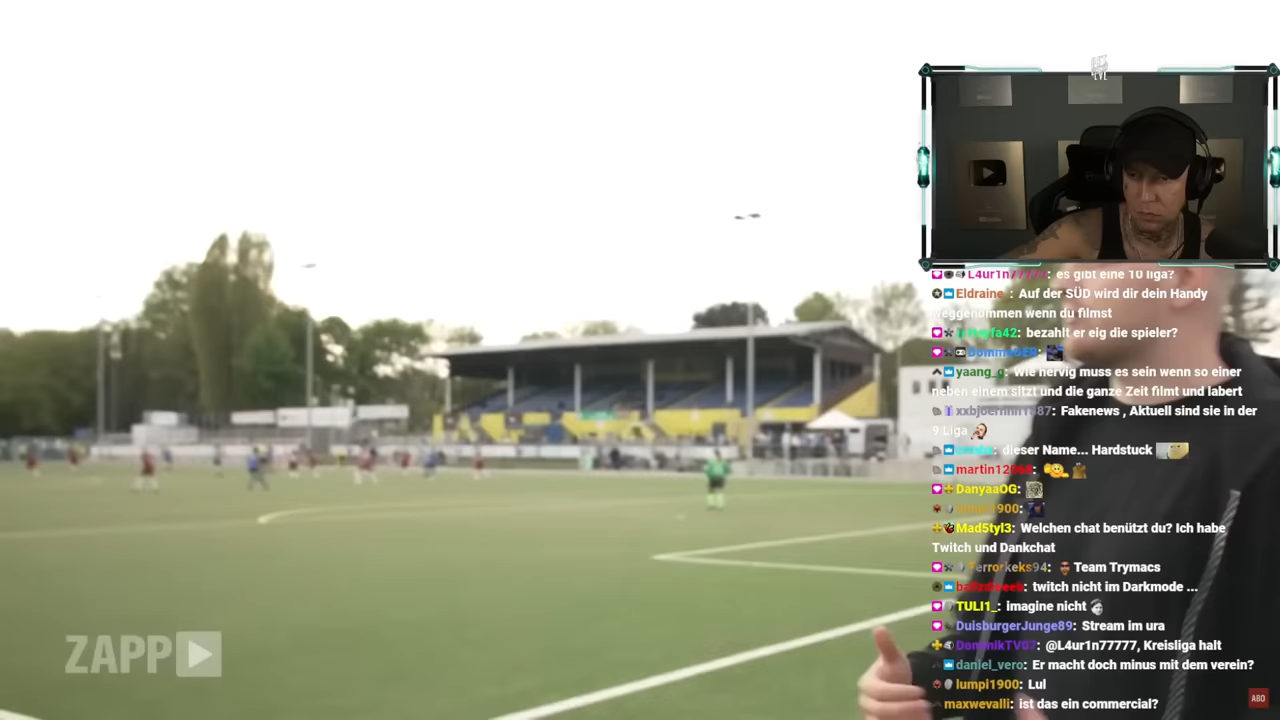 L4ur1n77777: es gibt eine 10 liga?
Eldraine : Auf der SÜD wird dir dein Handy
weggenommen wenn du filmst
bezahlt er eig die spieler?
yaang_g: Wie nervig muss es sein wenn so einer
neben einem sitzt und die ganze Zeit filmt und labert
Fakenews , Aktuell sind sie in der
9 Liga
dieser Name... Hardstuck
DanyaaOG:
Mad5tyl3: Welchen chat benützt du? Ich habe
Twitch und Dankchat
Terrorkeks94: Team Trymacs
twitch nicht im Darkmode ...
TULI1_: imagine nicht
DuisburgerJunge89: Stream im ura
DominikTV07: @L4ur1n77777, Kreisliga halt
daniel_vero: Er macht doch minus mit dem verein?
lumpi1900: Lul
maxwevalli: ist das ein commercial?
ZAPP
ABO